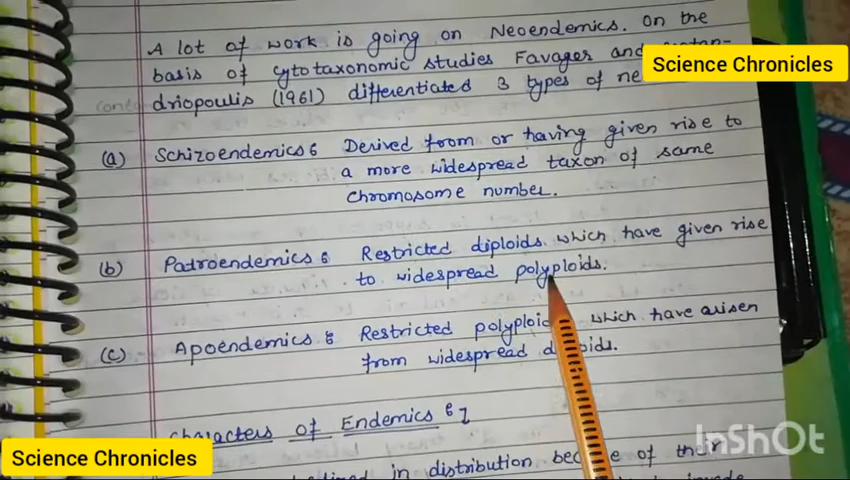 A lot of work is going on Neoendemics. On the
basis of cytotaxonomic studies Favager and
driopoulis (1961) differentiated 3 types of ne
(a) Schizoendemics : Derived from or having given rise to
a more widespread taxon of same
chromosome number.
(b) Patroendemics : Restricted diploids which have given rise
to widespread polyploids.
(c) Apoendemics : Restricted polyploi which have arisen
from widespread d oids.
Characters of Endemics :
in distribution because of their
Science Chronicles
Science Chronicles
InShOt